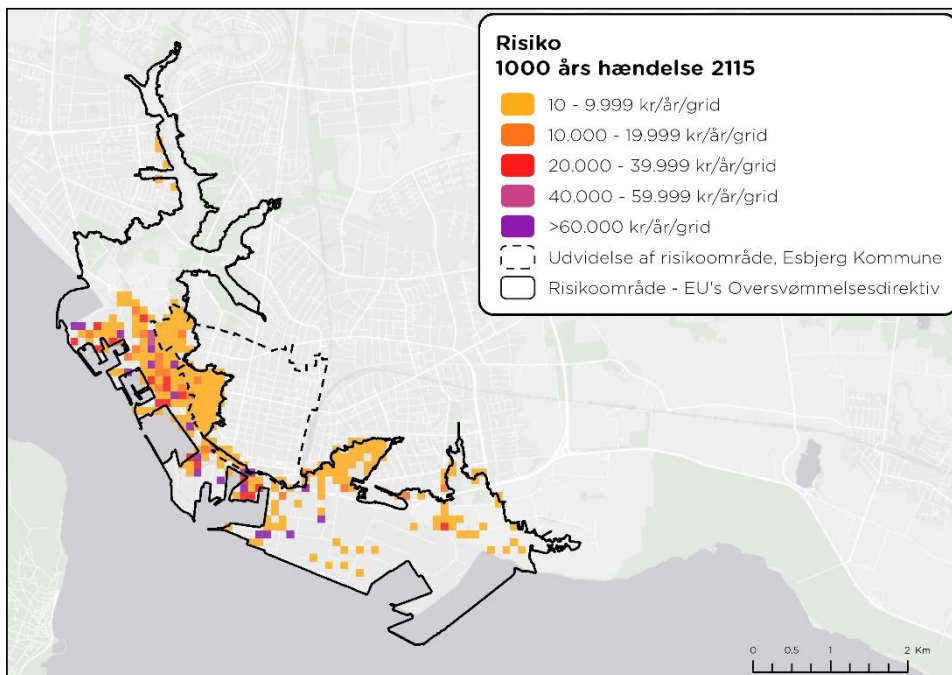 Risiko
1000 års hændelse 2115
10 - 9.999 kr/år/grid
10.000 - 19.999 kr/år/grid
20.000 - 39.999 kr/år/grid
40.000 - 59.999 kr/år/grid
>60.000 kr/år/grid
Udvidelse af risikoområde, Esbjerg Kommune
Risikoområde - EU's Oversvømmelsesdirektiv
0 0.5 1 2 Km